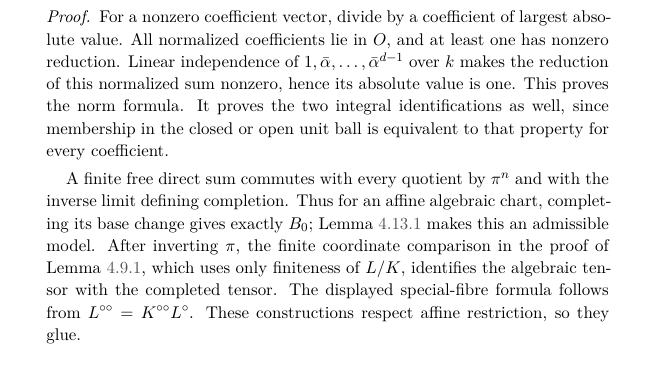 Proof. For a nonzero coefficient vector, divide by a coefficient of largest abso-
lute value. All normalized coefficients lie in O, and at least one has nonzero
reduction. Linear independence of 1, ᾱ, . . . , ᾱᵈ⁻¹ over k makes the reduction
of this normalized sum nonzero, hence its absolute value is one. This proves
the norm formula. It proves the two integral identifications as well, since
membership in the closed or open unit ball is equivalent to that property for
every coefficient.
A finite free direct sum commutes with every quotient by πⁿ and with the
inverse limit defining completion. Thus for an affine algebraic chart, complet-
ing its base change gives exactly B₀; Lemma 4.13.1 makes this an admissible
model. After inverting π, the finite coordinate comparison in the proof of
Lemma 4.9.1, which uses only finiteness of L/K, identifies the algebraic ten-
sor with the completed tensor. The displayed special-fibre formula follows
from L°° = K°°L°. These constructions respect affine restriction, so they
glue.